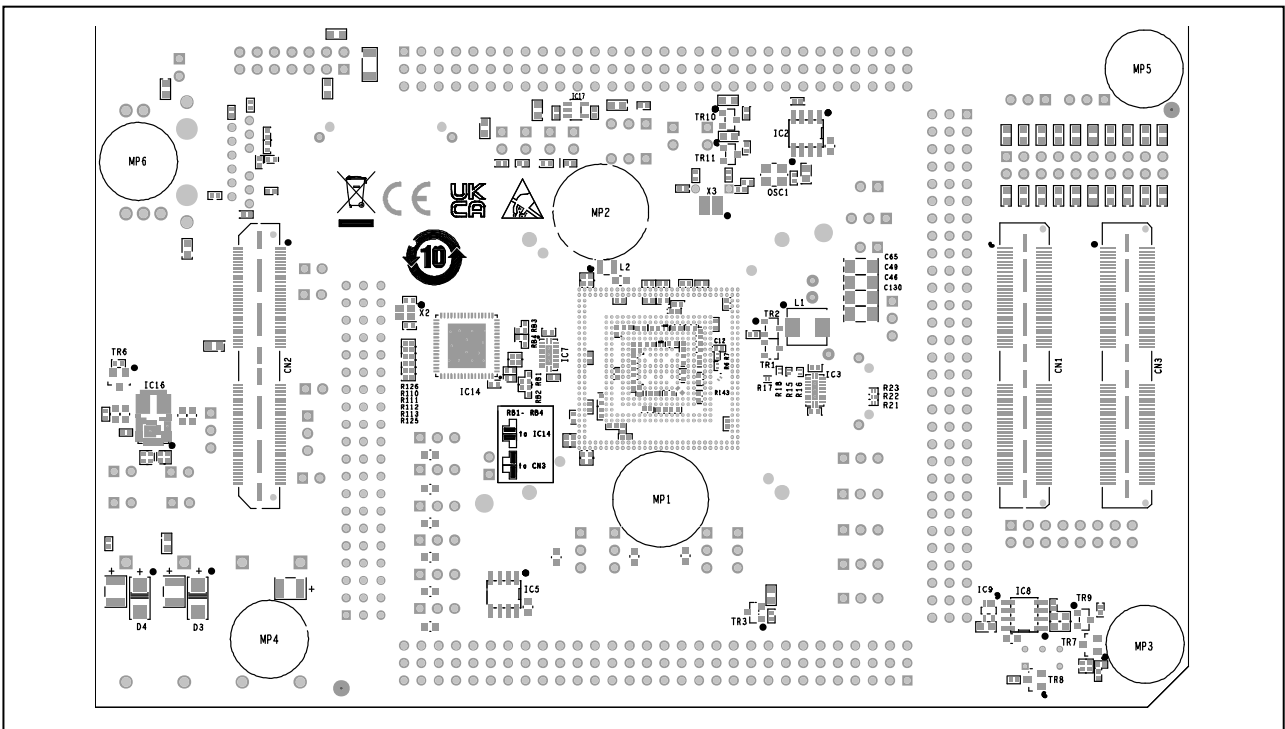 MP5
IC17
TR10
IC2
MP6
TR11
UK
CA
X3
OSC1
MP2
10
C65
C49
C46
C130
L2
L1
X2
TR2
RB4
RB3
C12
CN2
CN1
CN3
TR6
IC7
TR1
IC3
IC16
IC14
R126
R110
R111
R112
R113
R125
RB2
RB1
R143
R17
R18
R15
R16
R23
R22
R21
RB1- RB4
to IC14
to CN3
MP1
IC5
IC9
IC8
TR9
D4
D3
MP4
TR3
TR7
MP3
TR8